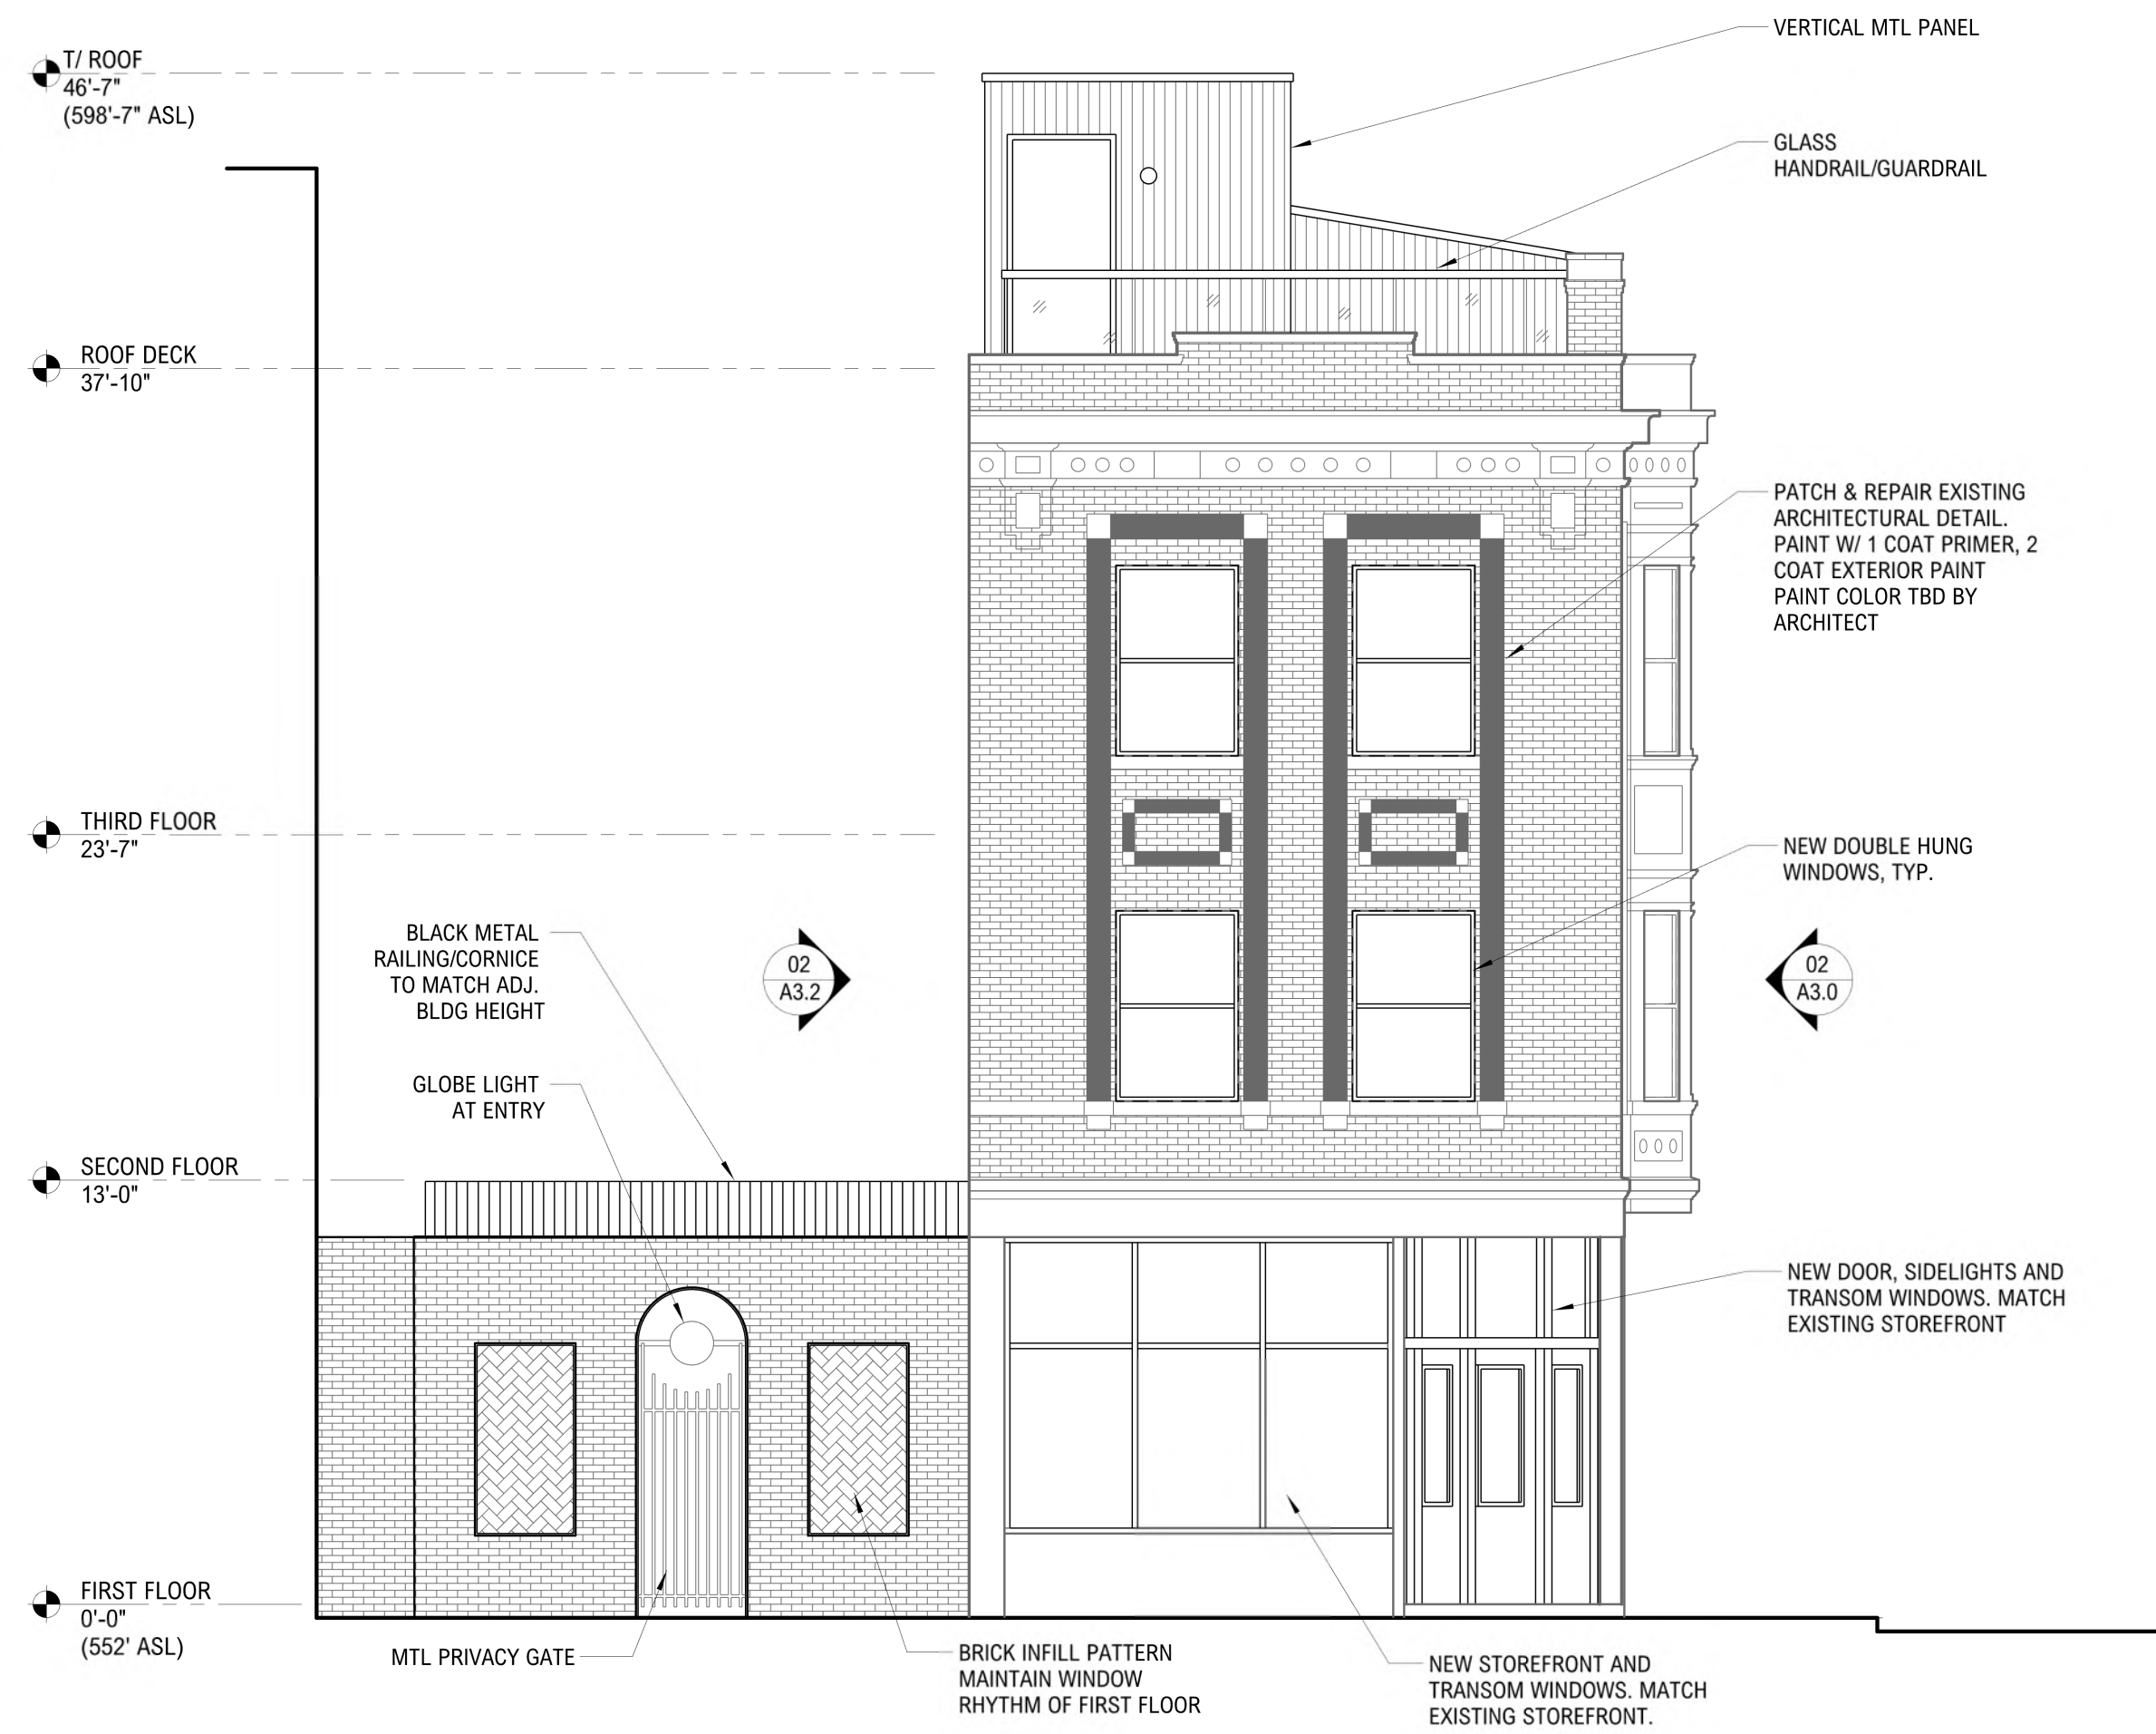 VERTICAL MTL PANEL
T/ ROOF
46'-7"
(598'-7" ASL)
GLASS
HANDRAIL/GUARDRAIL
ROOF DECK
37'-10"
PATCH & REPAIR EXISTING
ARCHITECTURAL DETAIL.
PAINT W/ 1 COAT PRIMER, 2
COAT EXTERIOR PAINT
PAINT COLOR TBD BY
ARCHITECT
THIRD FLOOR
23'-7"
NEW DOUBLE HUNG
WINDOWS, TYP.
BLACK METAL
RAILING/CORNICE
TO MATCH ADJ.
BLDG HEIGHT
02
A3.2
02
A3.0
GLOBE LIGHT
AT ENTRY
SECOND FLOOR
13'-0"
NEW DOOR, SIDELIGHTS AND
TRANSOM WINDOWS. MATCH
EXISTING STOREFRONT
FIRST FLOOR
0'-0"
(552' ASL)
MTL PRIVACY GATE
BRICK INFILL PATTERN
MAINTAIN WINDOW
RHYTHM OF FIRST FLOOR
NEW STOREFRONT AND
TRANSOM WINDOWS. MATCH
EXISTING STOREFRONT.